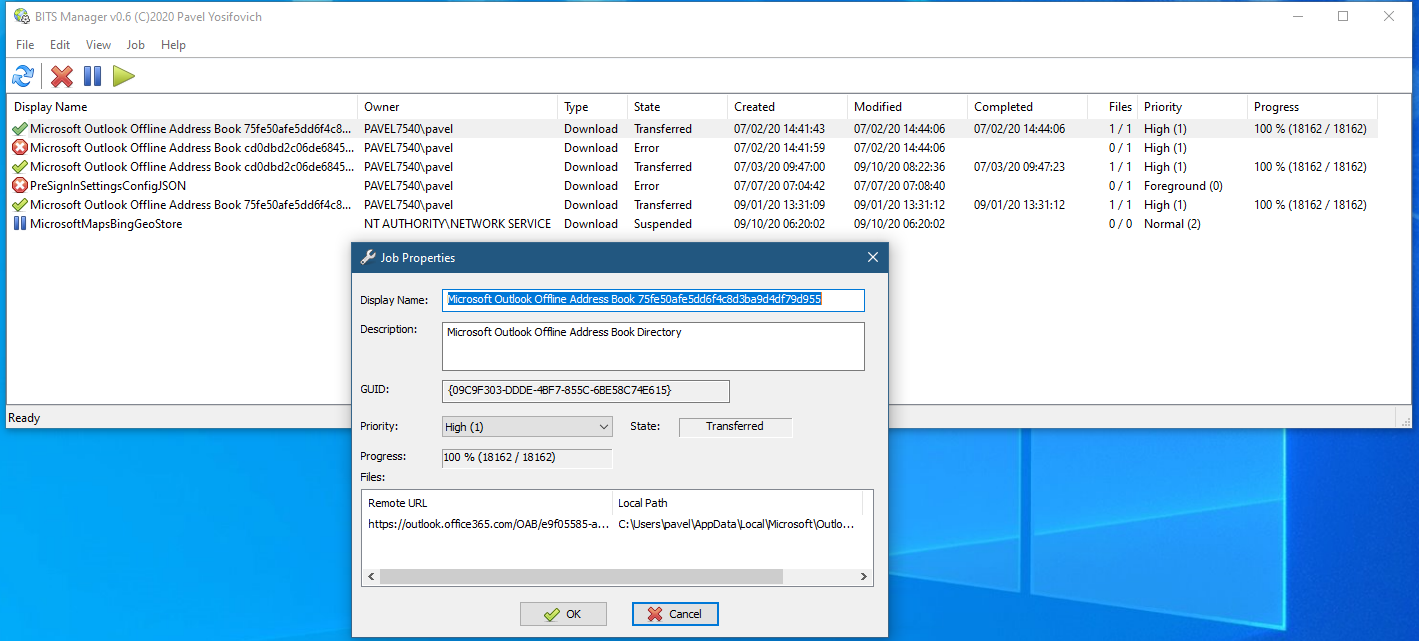 BITS Manager v0.6 (C)2020 Pavel Yosifovich
File Edit View Job Help
Display Name Owner Type State Created Modified Completed Files Priority Progress
Microsoft Outlook Offline Address Book 75fe50afe5dd6f4c8... PAVEL7540\pavel Download Transferred 07/02/20 14:41:43 07/02/20 14:44:06 07/02/20 14:44:06 1 / 1 High (1) 100 % (18162 / 18162)
Microsoft Outlook Offline Address Book cd0dbd2c06de6845... PAVEL7540\pavel Download Error 07/02/20 14:41:59 07/02/20 14:44:06 0 / 1 High (1)
Microsoft Outlook Offline Address Book cd0dbd2c06de6845... PAVEL7540\pavel Download Transferred 07/03/20 09:47:00 09/10/20 08:22:36 07/03/20 09:47:23 1 / 1 High (1) 100 % (18162 / 18162)
PreSignInSettingsConfigJSON PAVEL7540\pavel Download Error 07/07/20 07:04:42 07/07/20 07:08:40 0 / 1 Foreground (0)
Microsoft Outlook Offline Address Book 75fe50afe5dd6f4c8... PAVEL7540\pavel Download Transferred 09/01/20 13:31:09 09/01/20 13:31:12 09/01/20 13:31:12 1 / 1 High (1) 100 % (18162 / 18162)
MicrosoftMapsBingGeoStore NT AUTHORITY\NETWORK SERVICE Download Suspended 09/10/20 06:20:02 09/10/20 06:20:02 0 / 0 Normal (2)
Ready
Job Properties
Display Name: Microsoft Outlook Offline Address Book 75fe50afe5dd6f4c8d3ba9d4df79d955
Description: Microsoft Outlook Offline Address Book Directory
GUID: {09C9F303-DDDE-4BF7-855C-6BE58C74E615}
Priority: High (1) State: Transferred
Progress: 100 % (18162 / 18162)
Files:
Remote URL Local Path
https://outlook.office365.com/OAB/e9f05585-a... C:\Users\pavel\AppData\Local\Microsoft\Outlo...
OK Cancel